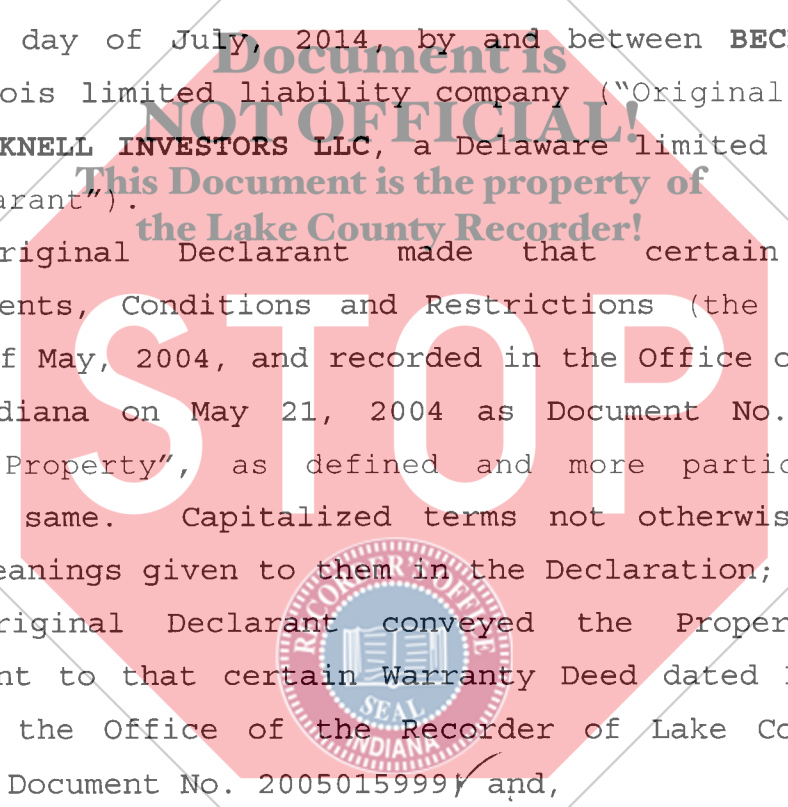 day of July, 2014, by and between BEC
Document is
ois limited liability company ("Original
NOT OFFICIAL!
KNELL INVESTORS LLC, a Delaware limited
This Document is the property of
arant").
the Lake County Recorder!
riginal Declarant made that certain
ents, Conditions and Restrictions (the
f May, 2004, and recorded in the Office o
diana on May 21, 2004 as Document No.
Property", as defined and more partic
STOP
same. Capitalized terms not otherwis
eanings given to them in the Declaration;
RECORDER'S OFFICE
riginal Declarant conveyed the Proper
nt to that certain Warranty Deed dated
SEAL
the Office of the Recorder of Lake Co
INDIANA
Document No. 2005015999; and,